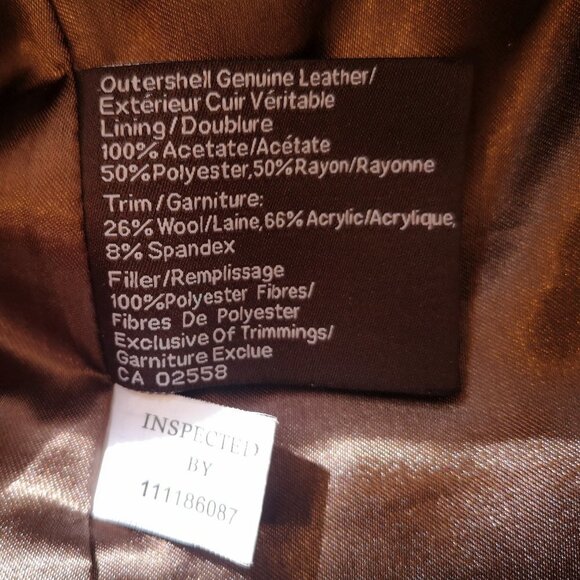 Outershell Genuine Leather/
Extérieur Cuir Véritable
Lining/Doublure
100% Acetate/Acétate
50%Polyester,50%Rayon/Rayonne
Trim/Garniture:
26% Wool/Laine,66% Acrylic/Acrylique,
8% Spandex
Filler/Remplissage
100%Polyester Fibres/
Fibres De Polyester
Exclusive Of Trimmings/
Garniture Exclue
CA 02558
INSPECTED
BY
111186087